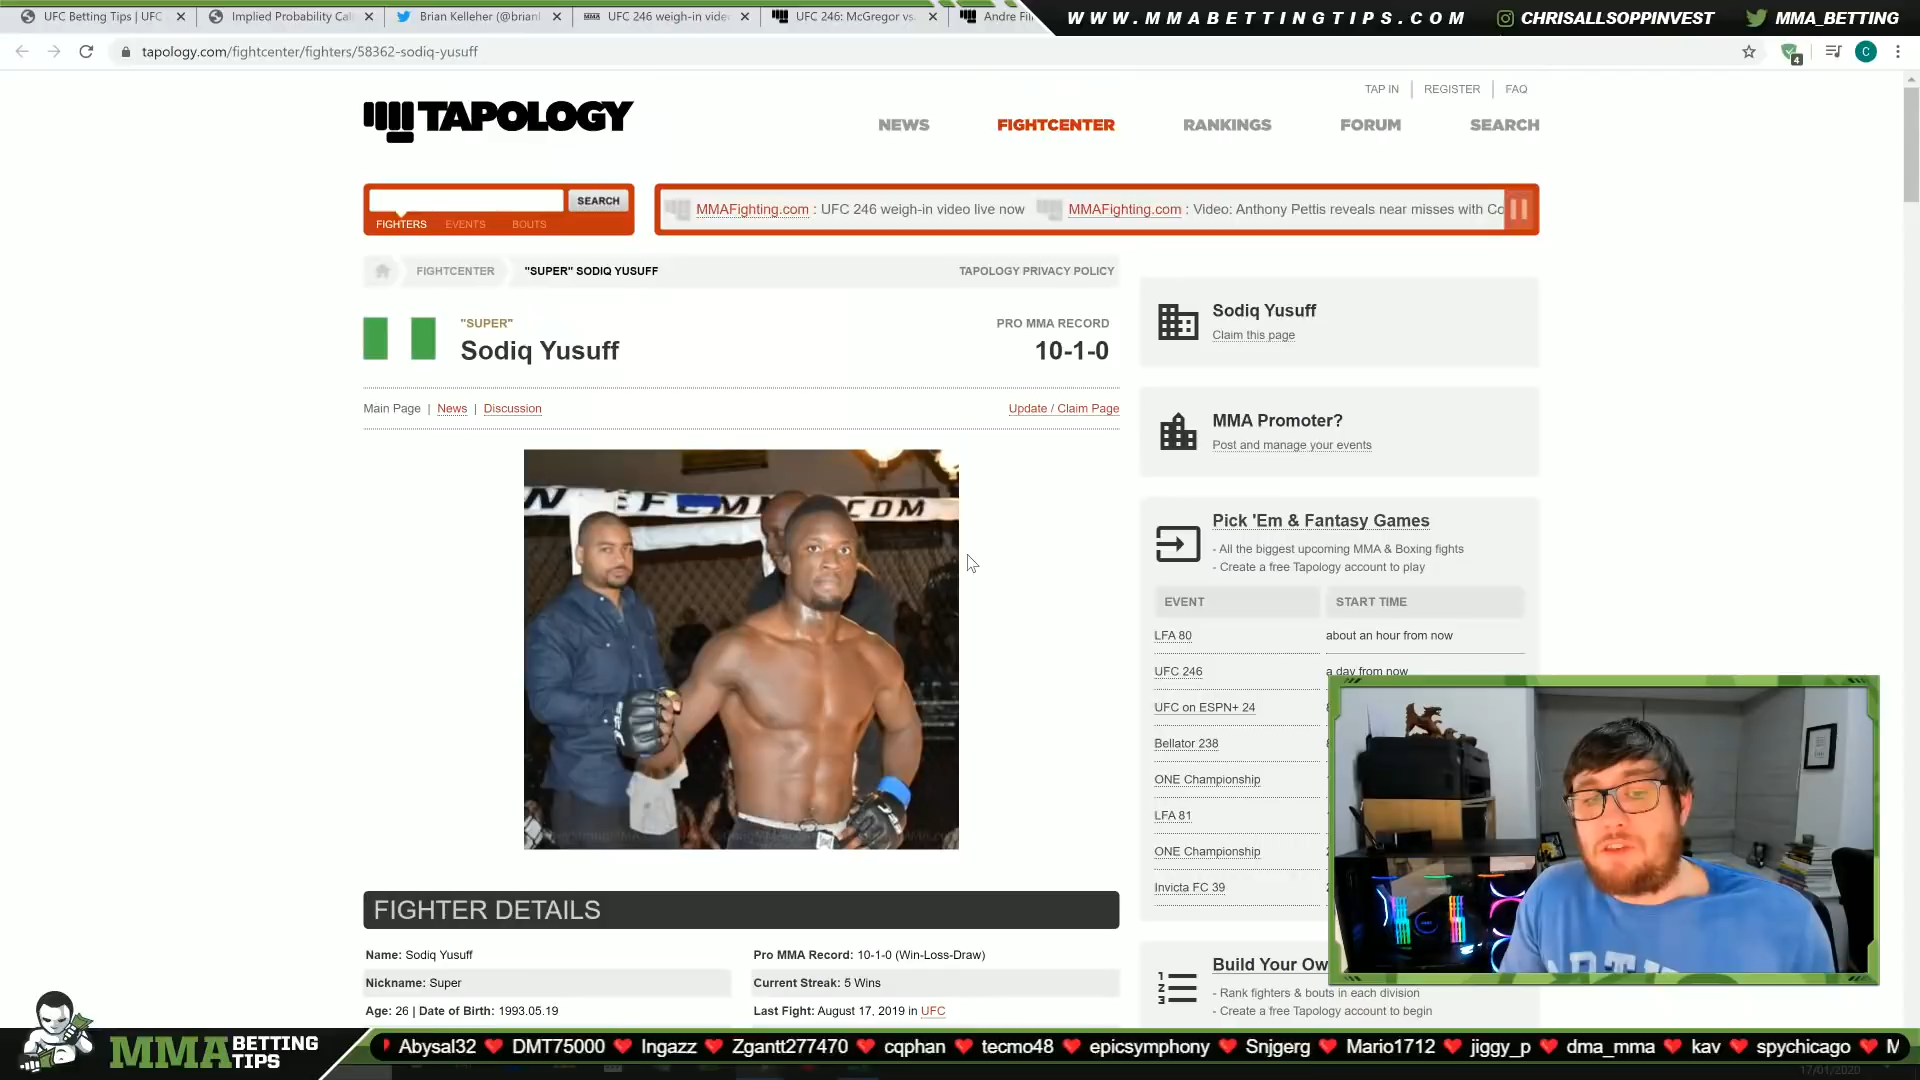 UFC Betting Tips | UFC
Implied Probability Cal
Brian Kelleher (@brian
UFC 246 weigh-in vide
UFC 246: McGregor vs
Andre Fil
WWW.MMABETTINGTIPS.COM
CHRISALLSOPPINVEST
MMA_BETTING
tapology.com/fightcenter/fighters/58362-sodiq-yusuff
4
C
TAP IN
REGISTER
FAQ
TAPOLOGY
NEWS
FIGHTCENTER
RANKINGS
FORUM
SEARCH
SEARCH
FIGHTERS
EVENTS
BOUTS
MMAFighting.com : UFC 246 weigh-in video live now
MMAFighting.com : Video: Anthony Pettis reveals near misses with Co
FIGHTCENTER
"SUPER" SODIQ YUSUFF
TAPOLOGY PRIVACY POLICY
"SUPER"
Sodiq Yusuff
PRO MMA RECORD
10-1-0
Main Page | News | Discussion
Update / Claim Page
COM
FIGHTER DETAILS
Name: Sodiq Yusuff
Pro MMA Record: 10-1-0 (Win-Loss-Draw)
Nickname: Super
Current Streak: 5 Wins
Age: 26 | Date of Birth: 1993.05.19
Last Fight: August 17, 2019 in UFC
Sodiq Yusuff
Claim this page
MMA Promoter?
Post and manage your events
Pick 'Em & Fantasy Games
- All the biggest upcoming MMA & Boxing fights
- Create a free Tapology account to play
EVENT
START TIME
LFA 80
about an hour from now
UFC 246
a day from now
UFC on ESPN+ 24
Bellator 238
ONE Championship
LFA 81
ONE Championship
Invicta FC 39
Build Your Ow
- Rank fighters & bouts in each division
- Create a free Tapology account to begin
MMA BETTING TIPS
Abysal32 DMT75000 Ingazz Zgantt277470 cqphan tecmo48 epicsymphony Snjgerg Mario1712 jiggy_p dma_mma kav spychicago M
17/01/2020